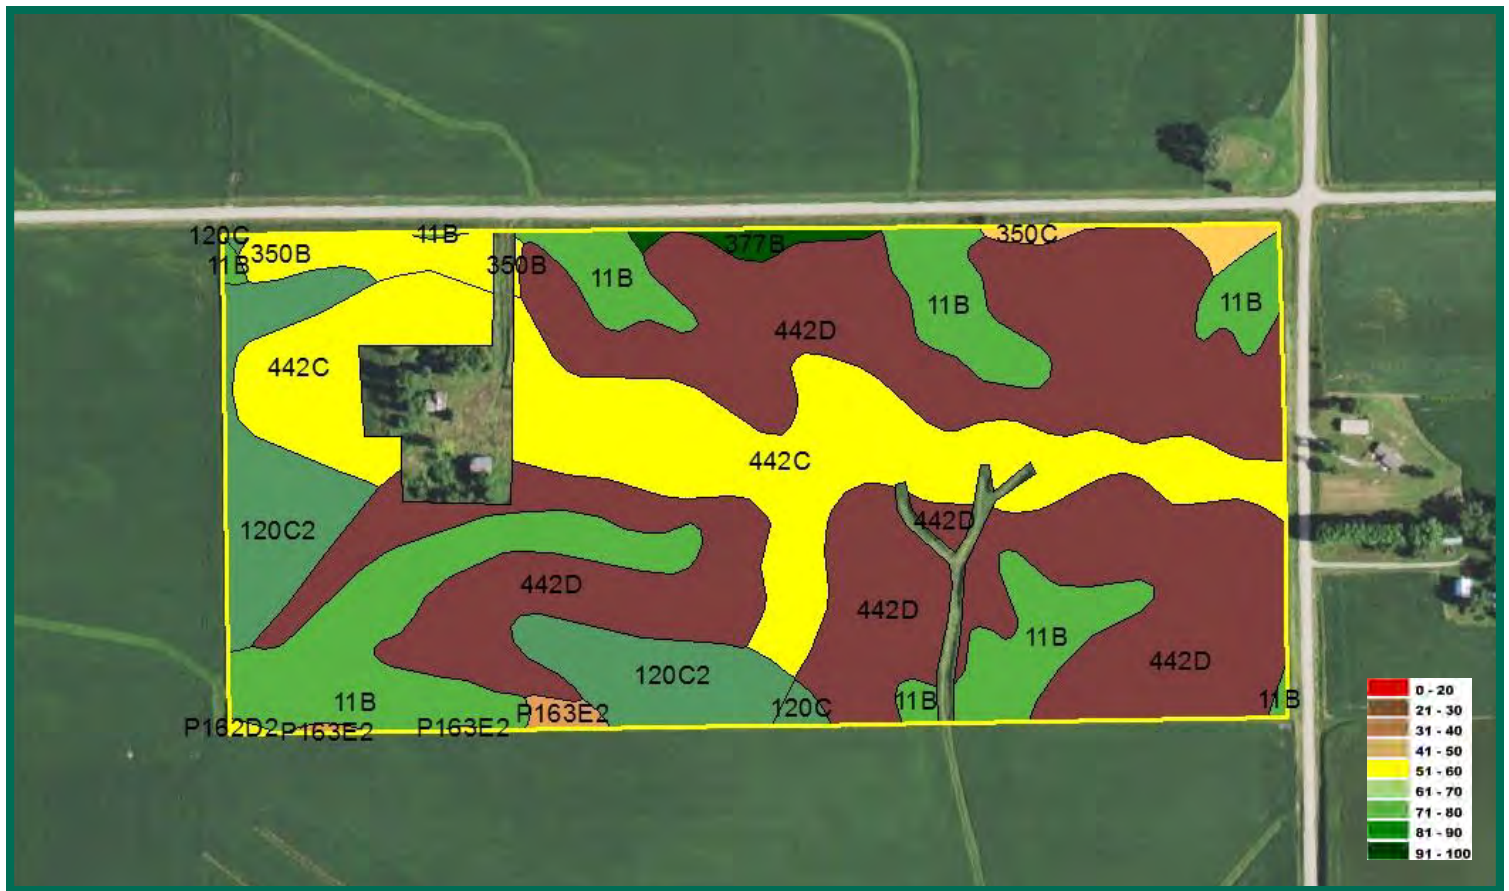 120C
11B
350B
11B
350B
350C
377B
11B
11B
11B
442D
442C
442C
120C2
442D
442D
442D
11B
442D
120C2
11B
120C
11B
11B
P162D2
P163E2
P163E2
P163E2
0 - 20
21 - 30
31 - 40
41 - 50
51 - 60
61 - 70
71 - 80
81 - 90
91 - 100